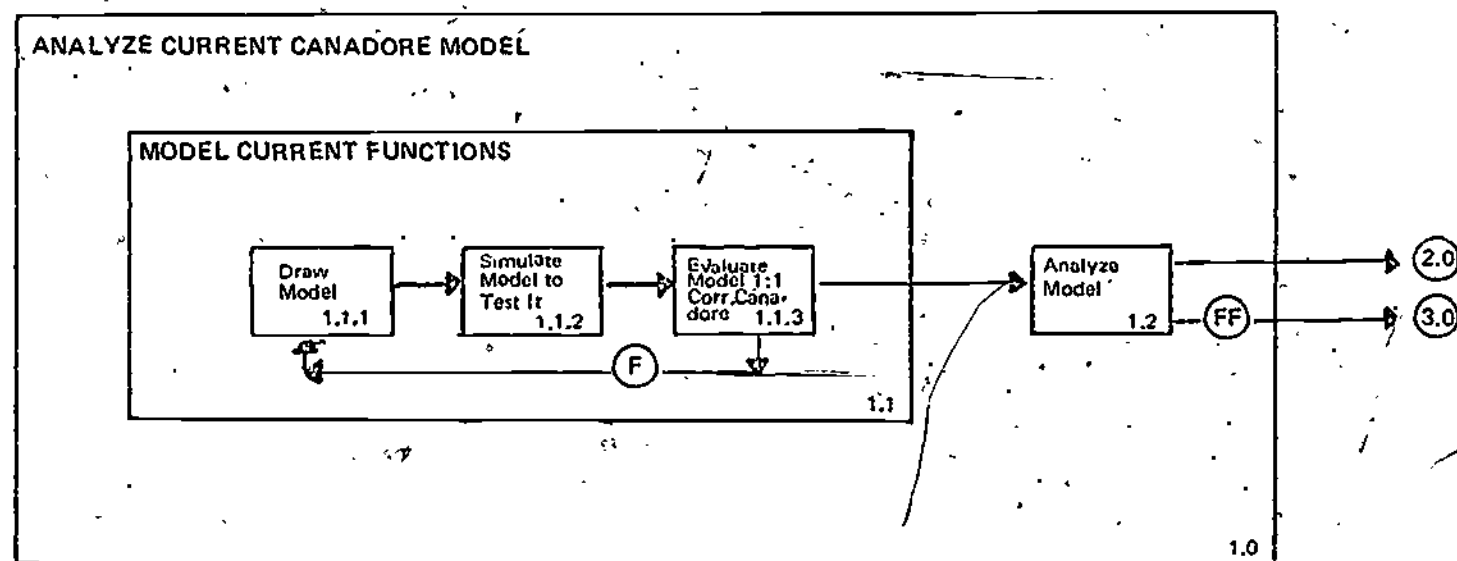 ANALYZE CURRENT CANADORE MODEL
MODEL CURRENT FUNCTIONS
Draw
Model
1.1.1
Simulate
Model to
Test It
1.1.2
Evaluate
Model 1:1
Corr. Cana-
dore
1.1.3
F
1.1
Analyze
Model
1.2
FF
2.0
3.0
1.0